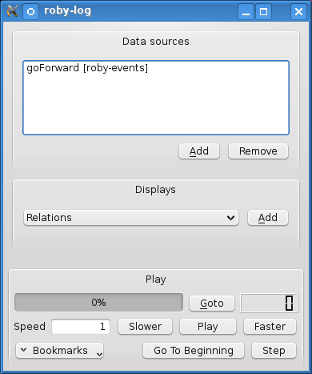 roby-log
Data sources
goForward [roby-events]
Add Remove
Displays
Relations Add
Play
0% Goto 0
Speed 1 Slower Play Faster
Bookmarks Go To Beginning Step